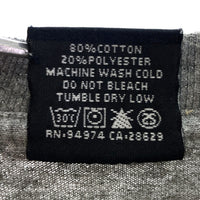 80%COTTON
20%POLYESTER
MACHINE WASH COLD
DO NOT BLEACH
TUMBLE DRY LOW
30°C
RN:94974 CA:28629